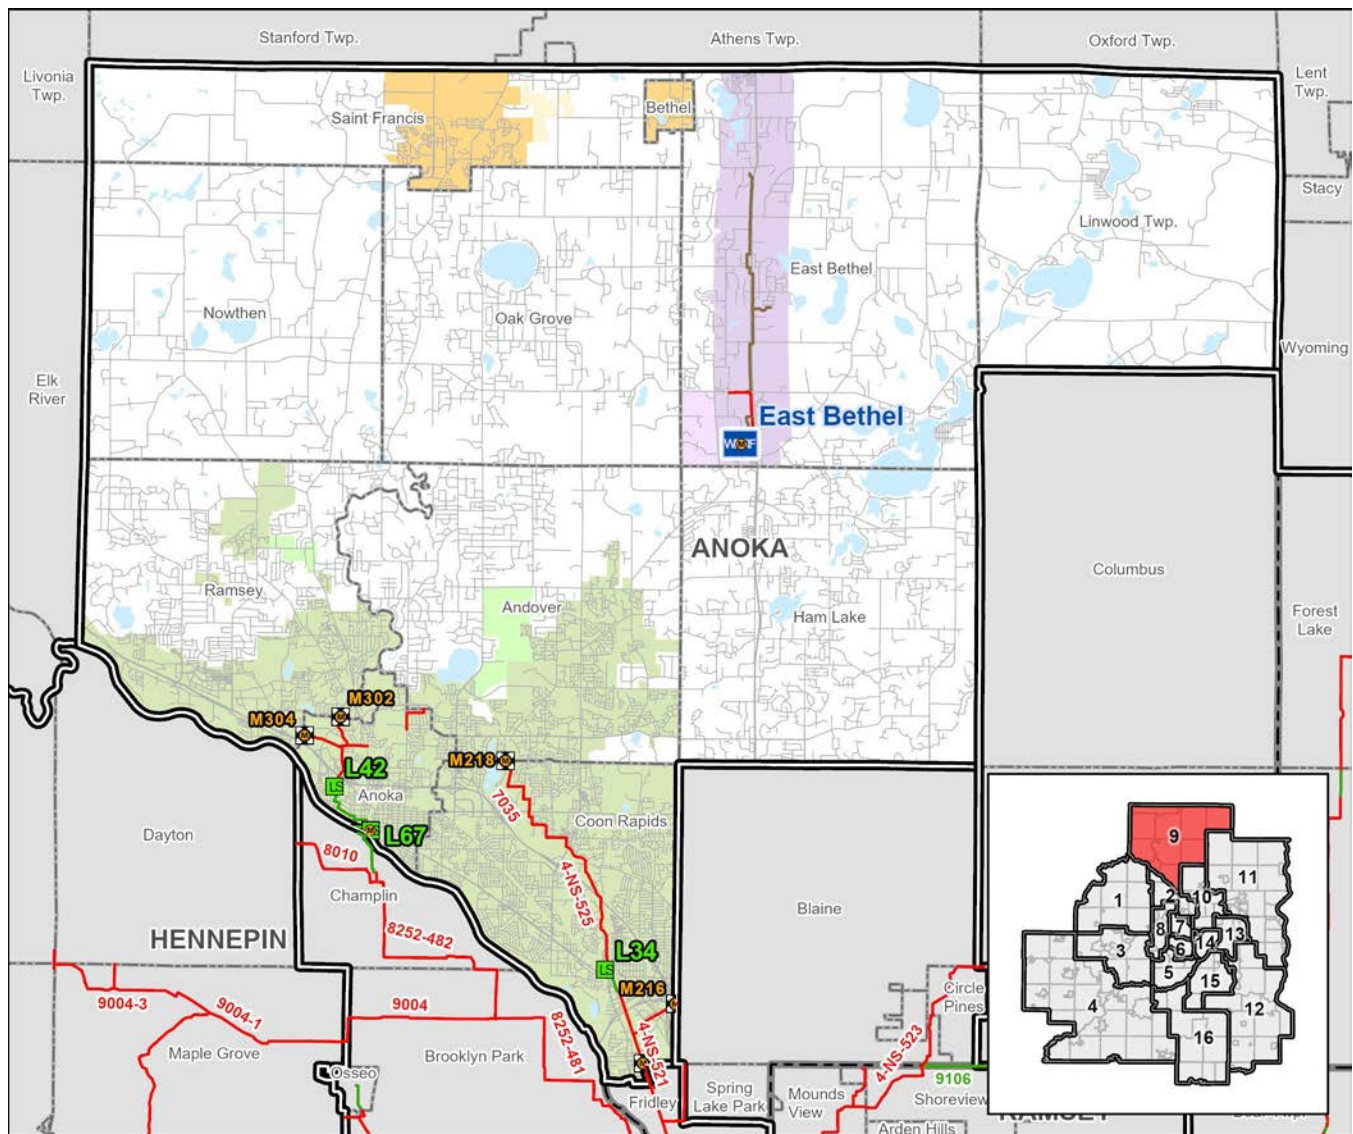 Stanford Twp.
Athens Twp.
Oxford Twp.
Livonia
Twp.
Lent
Twp.
Saint Francis
Bethel
Stacy
Linwood Twp.
East Bethel
Nowthen
Oak Grove
Wyoming
Elk
River
East Bethel
ANOKA
Columbus
Ramsey
Andover
Ham Lake
Forest
Lake
M302
M304
M218
L42
LS
Anoka
7035
Coon Rapids
M
L67
Dayton
8010
Champlin
4-NS-525
Blaine
HENNEPIN
8252-482
L34
LS
M216
Circle
Pines
9004-3
9004-1
9004
8252-481
4-NS-521
4-NS-523
Maple Grove
Brooklyn Park
Osseo
Fridley
Spring
Lake Park
Mounds
View
9106
Shoreview
Arden Hills
9
11
1
2
10
8
7
13
14
6
3
5
15
4
12
16